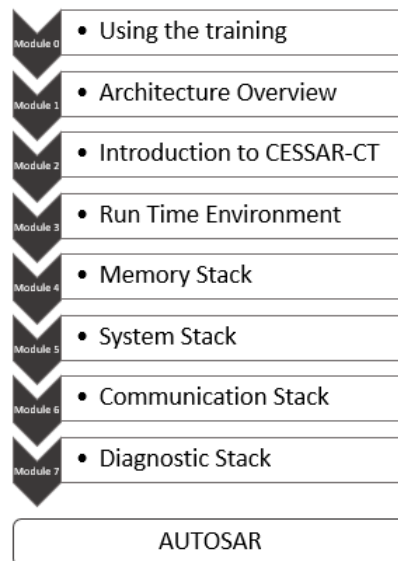 Module 0
• Using the training
Module 1
• Architecture Overview
Module 2
• Introduction to CESSAR-CT
Module 3
• Run Time Environment
Module 4
• Memory Stack
Module 5
• System Stack
Module 6
• Communication Stack
Module 7
• Diagnostic Stack
AUTOSAR